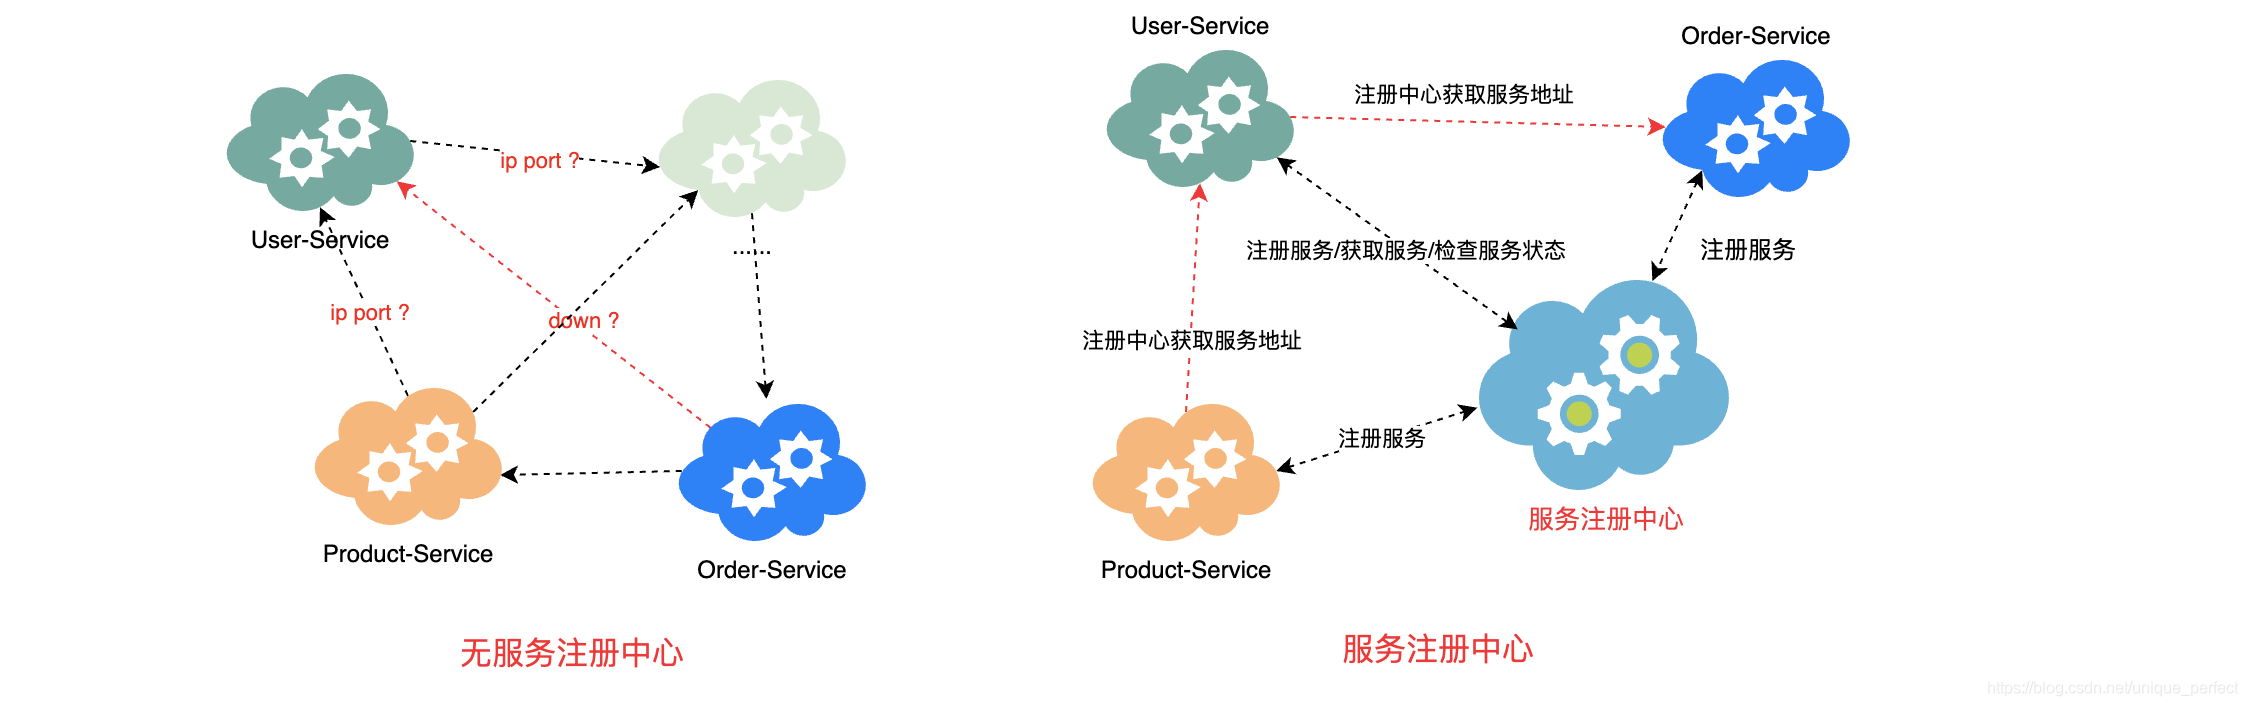 User-Service
ip port ?
......
ip port ?
down ?
Product-Service
Order-Service
无服务注册中心
User-Service
Order-Service
注册中心获取服务地址
注册服务/获取服务/检查服务状态
注册服务
注册中心获取服务地址
注册服务
服务注册中心
Product-Service
服务注册中心
https://blog.csdn.net/unique_perfect